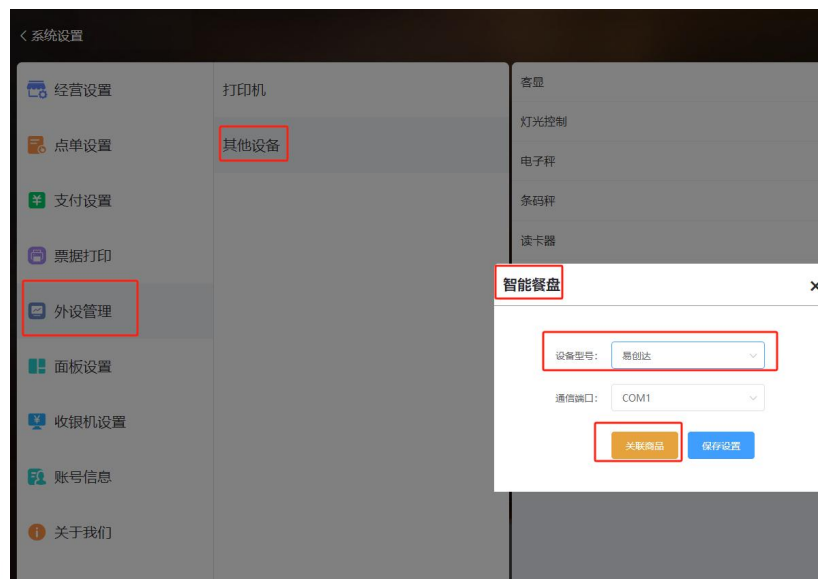 < 系统设置
经营设置
点单设置
支付设置
票据打印
外设管理
面板设置
收银机设置
账号信息
关于我们
打印机
其他设备
客显
灯光控制
电子秤
条码秤
读卡器
智能餐盘
设备型号: 易创达
通信端口: COM1
关联商品 保存设置